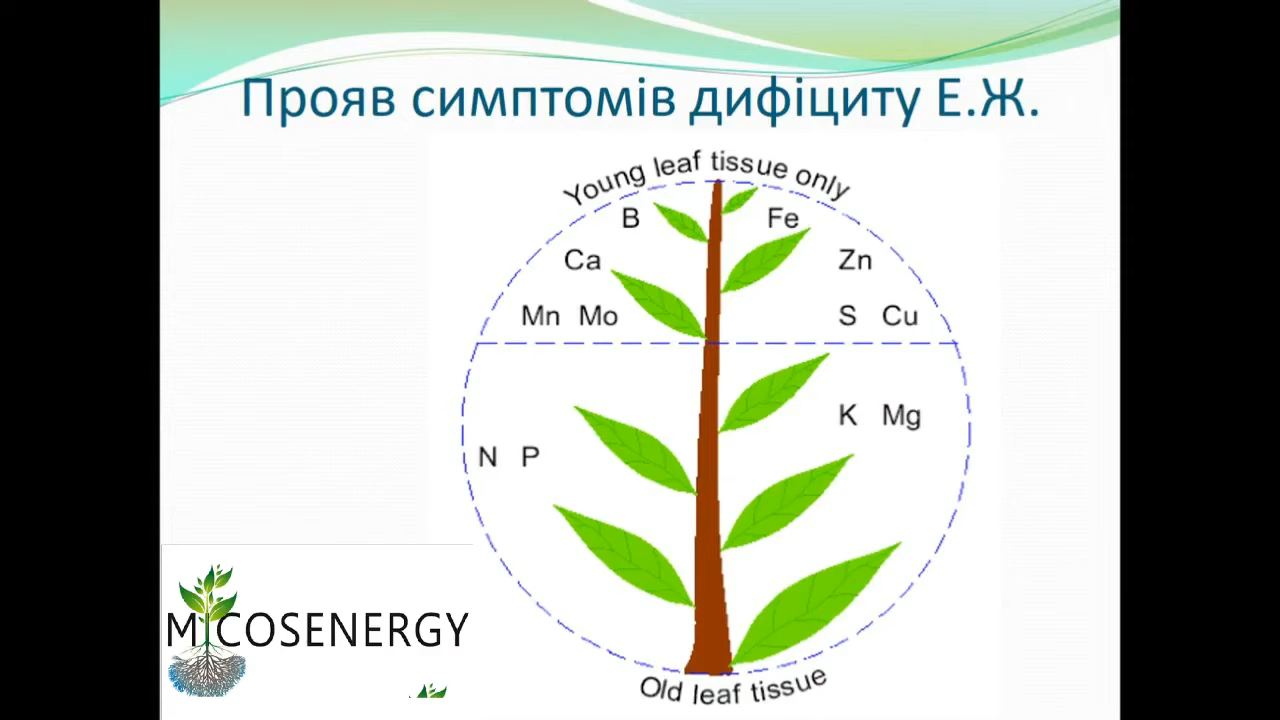 Прояв симптомів дифіциту Е.Ж.
Young leaf tissue only
B Fe
Ca Zn
Mn Mo S Cu
K Mg
N P
MICOSENERGY
Old leaf tissue